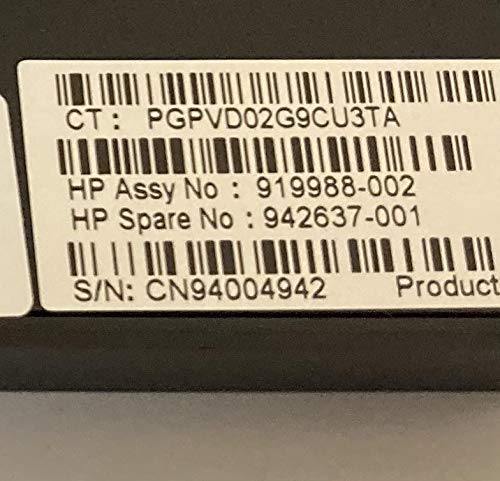 CT: PGPVD02G9CU3TA
HP Assy No : 919988-002
HP Spare No : 942637-001
S/N: CN94004942 Product